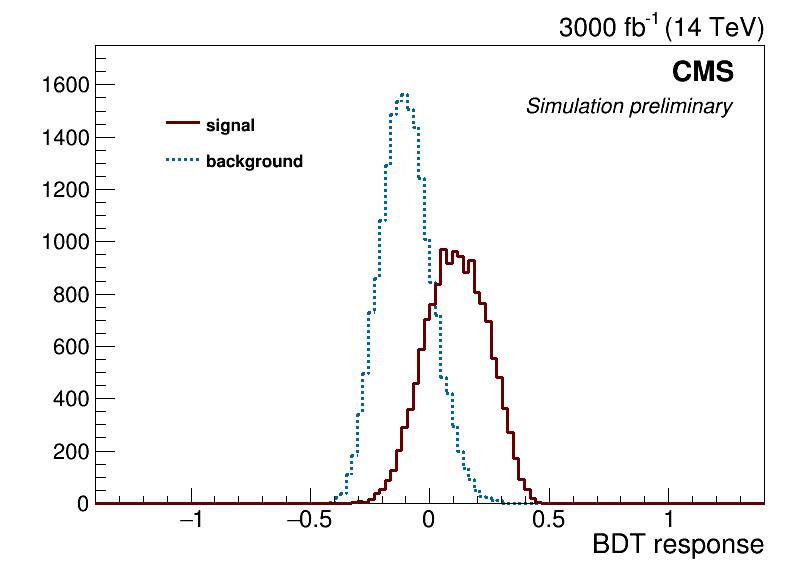 3000 fb⁻¹ (14 TeV)
CMS
Simulation preliminary
signal
background
1600
1400
1200
1000
800
600
400
200
0
−1 −0.5 0 0.5 1
BDT response